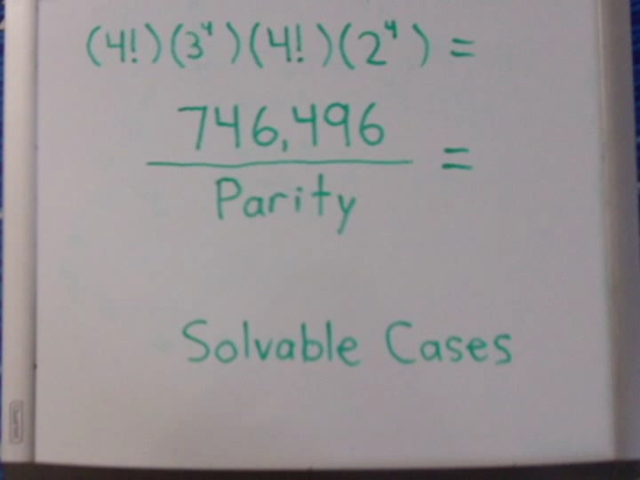 (4!)(3⁴)(4!)(2⁴) =
746,496 =
Parity
Solvable Cases